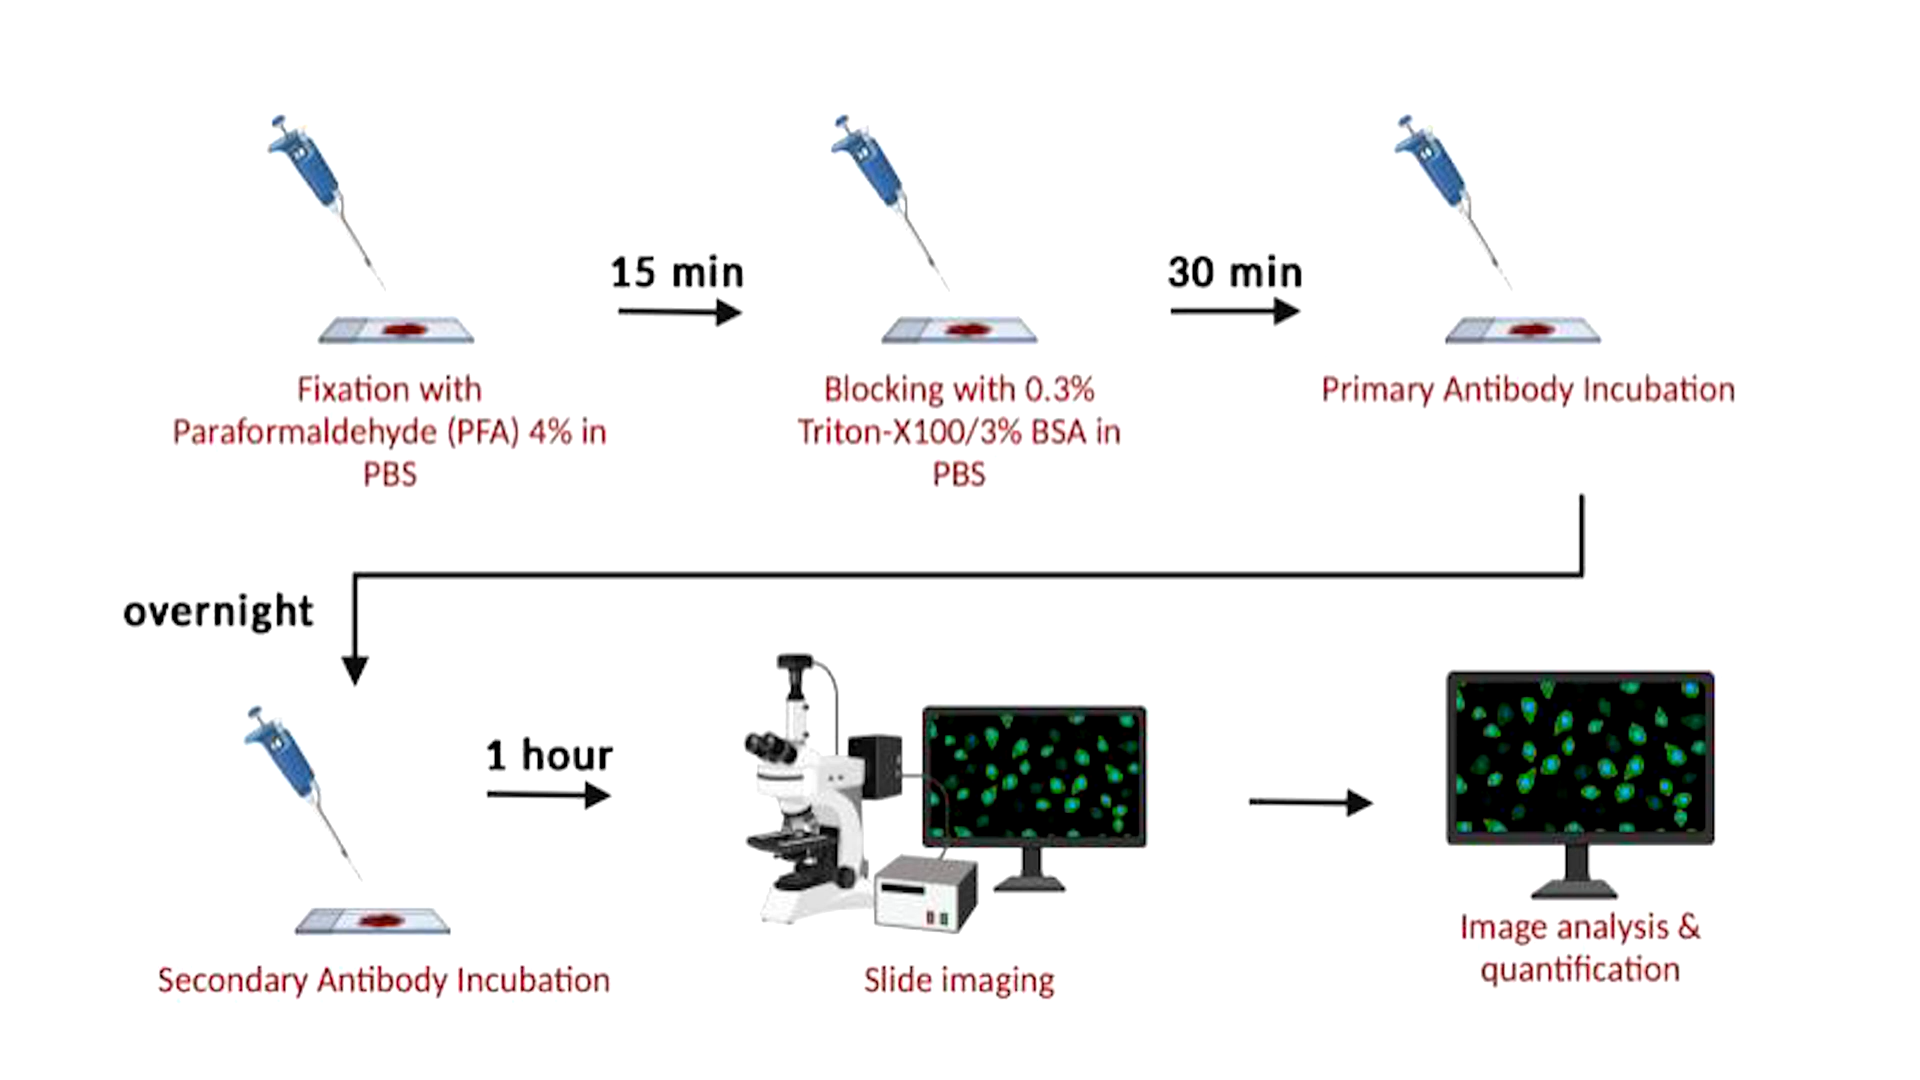 15 min
30 min
Fixation with
Paraformaldehyde (PFA) 4% in
PBS
Blocking with 0.3%
Triton-X100/3% BSA in
PBS
Primary Antibody Incubation
overnight
1 hour
Secondary Antibody Incubation
Slide imaging
Image analysis &
quantification